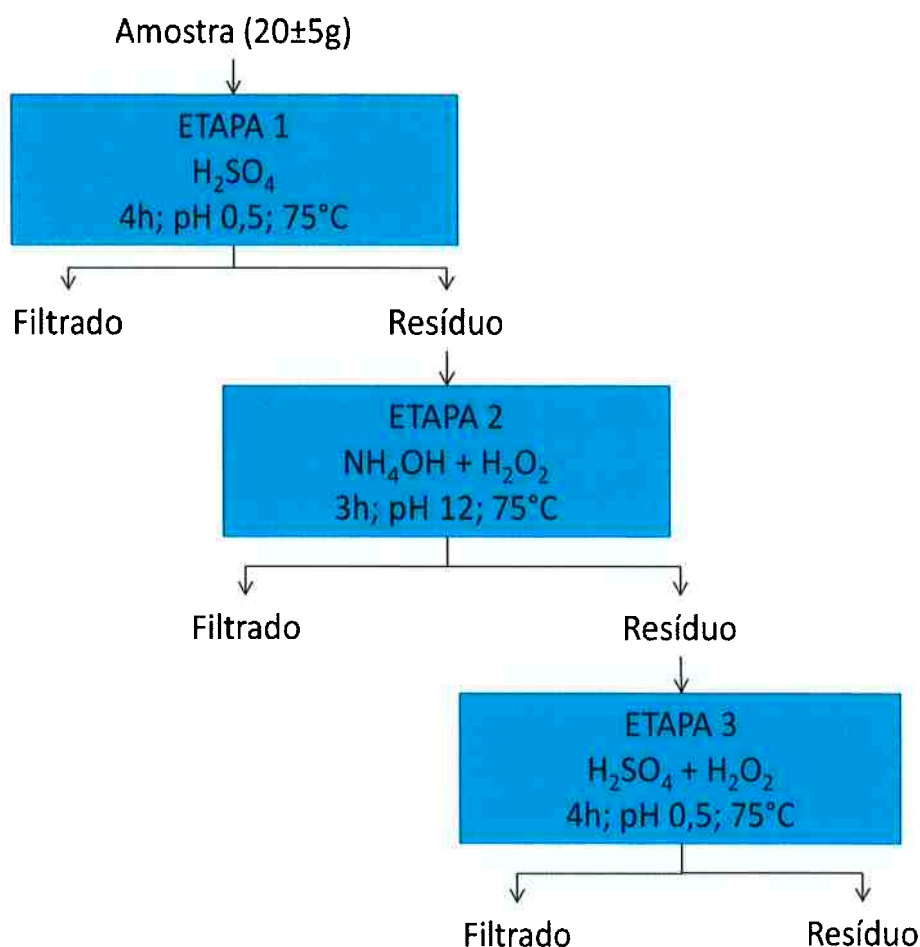 Amostra (20±5g)
ETAPA 1
H₂SO₄
4h; pH 0,5; 75°C
Filtrado
Resíduo
ETAPA 2
NH₄OH + H₂O₂
3h; pH 12; 75°C
Filtrado
Resíduo
ETAPA 3
H₂SO₄ + H₂O₂
4h; pH 0,5; 75°C
Filtrado
Resíduo